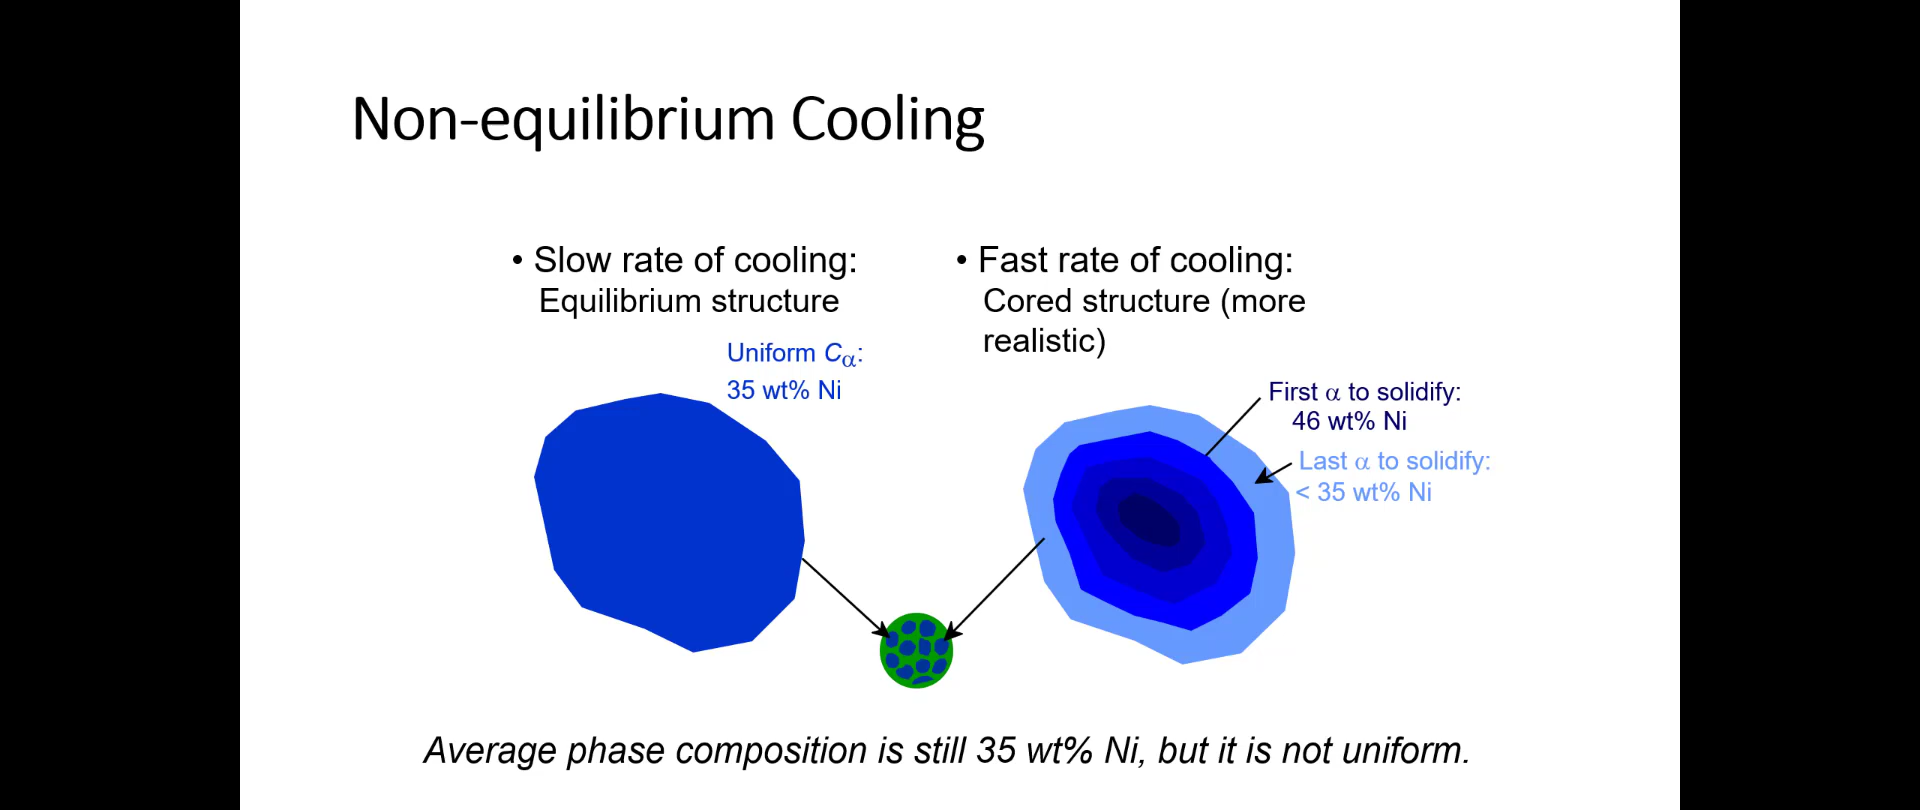 Non-equilibrium Cooling
• Slow rate of cooling:
Equilibrium structure
Uniform Cα:
35 wt% Ni
• Fast rate of cooling:
Cored structure (more
realistic)
First α to solidify:
46 wt% Ni
Last α to solidify:
< 35 wt% Ni
Average phase composition is still 35 wt% Ni, but it is not uniform.